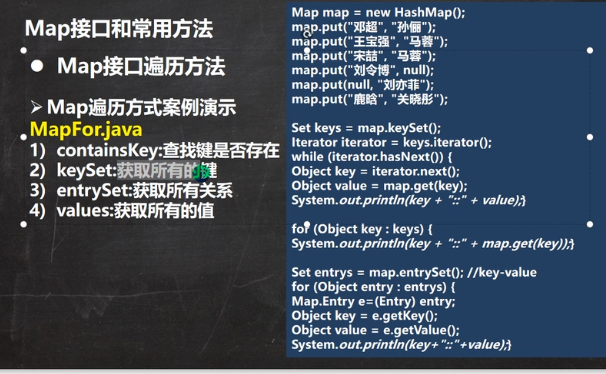 Map接口和常用方法
● Map接口遍历方法
➢ Map遍历方式案例演示
MapFor.java
1) containsKey:查找键是否存在
2) keySet:获取所有的键
3) entrySet:获取所有关系
4) values:获取所有的值
Map map = new HashMap();
map.put("邓超", "孙俪");
map.put("王宝强", "马蓉");
map.put("宋喆", "马蓉");
map.put("刘令博", null);
map.put(null, "刘亦菲");
map.put("鹿晗", "关晓彤");
Set keys = map.keySet();
Iterator iterator = keys.iterator();
while (iterator.hasNext()) {
Object key = iterator.next();
Object value = map.get(key);
System.out.println(key + "::" + value);}
for (Object key : keys) {
System.out.println(key + "::" + map.get(key));}
Set entrys = map.entrySet(); //key-value
for (Object entry : entrys) {
Map.Entry e=(Entry) entry;
Object key = e.getKey();
Object value = e.getValue();
System.out.println(key+"::"+value);}